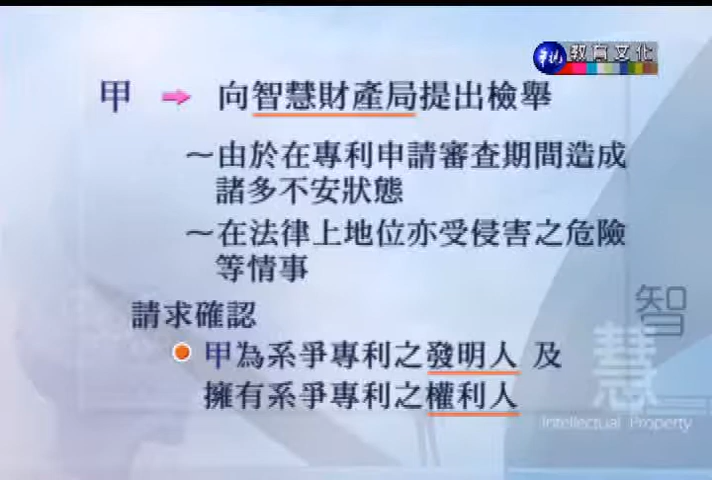 華視 教育文化
甲 ➡ 向智慧財產局提出檢舉
～由於在專利申請審查期間造成
諸多不安狀態
～在法律上地位亦受侵害之危險
等情事
請求確認
甲為系爭專利之發明人 及
擁有系爭專利之權利人
智
慧
Intellectual Property